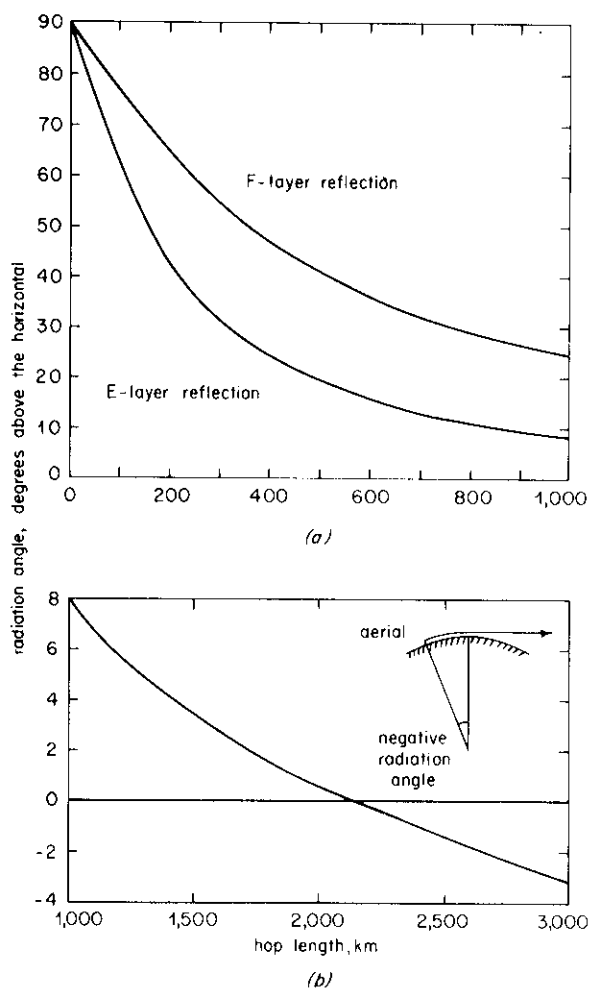 90
80
70
60
50
40
30
20
10
0
F-layer reflection
E-layer reflection
0 200 400 600 800 1,000
(a)
radiation angle, degrees above the horizontal
8
6
4
2
0
-2
-4
aerial
negative
radiation
angle
1,000 1,500 2,000 2,500 3,000
hop length, km
(b)